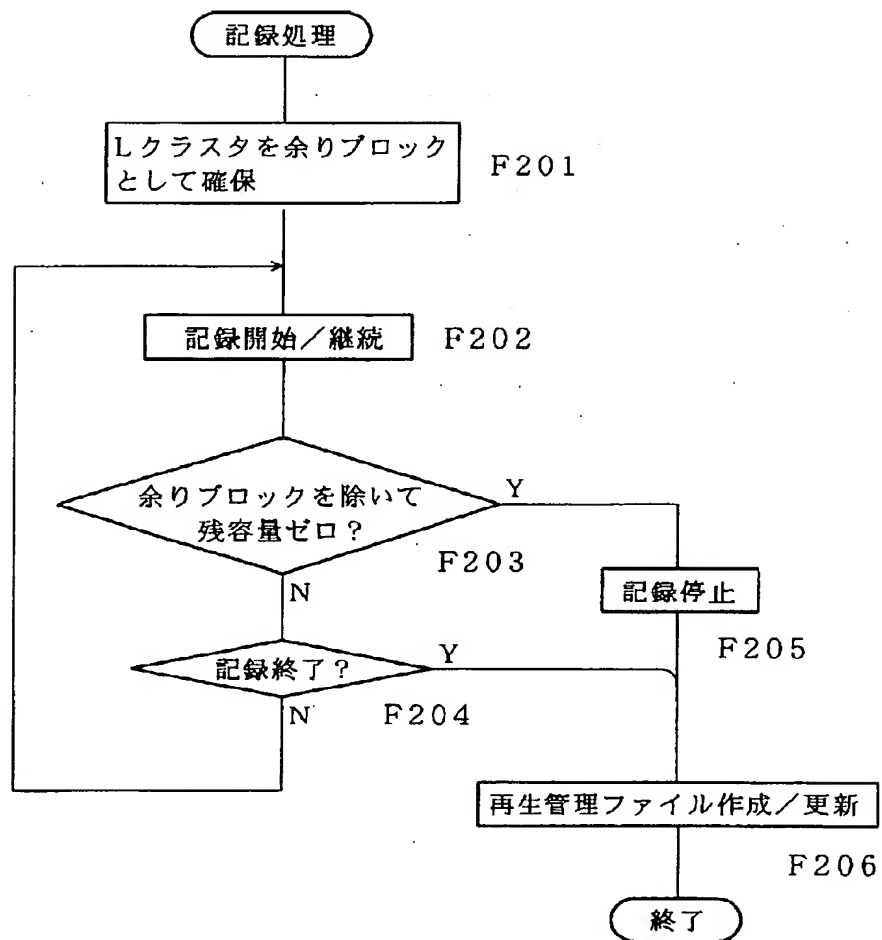 記録処理
Lクラスタを余りブロック
として確保
F201
記録開始／継続
F202
余りブロックを除いて
残容量ゼロ？
Y
F203
N
記録停止
F205
記録終了？
Y
F204
N
再生管理ファイル作成／更新
F206
終了